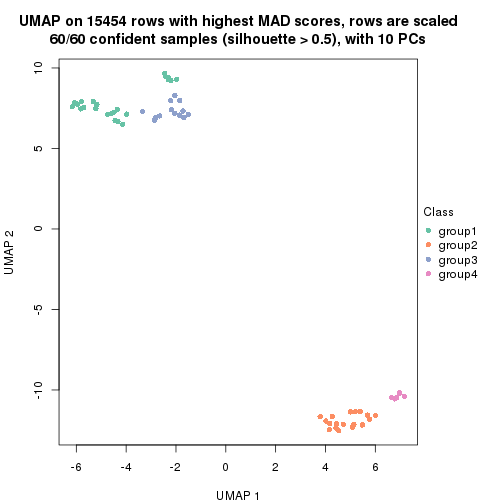 UMAP on 15454 rows with highest MAD scores, rows are scaled
60/60 confident samples (silhouette > 0.5), with 10 PCs
10
5
0
-5
-10
UMAP 2
-6
-4
-2
0
2
4
6
UMAP 1
Class
group1
group2
group3
group4